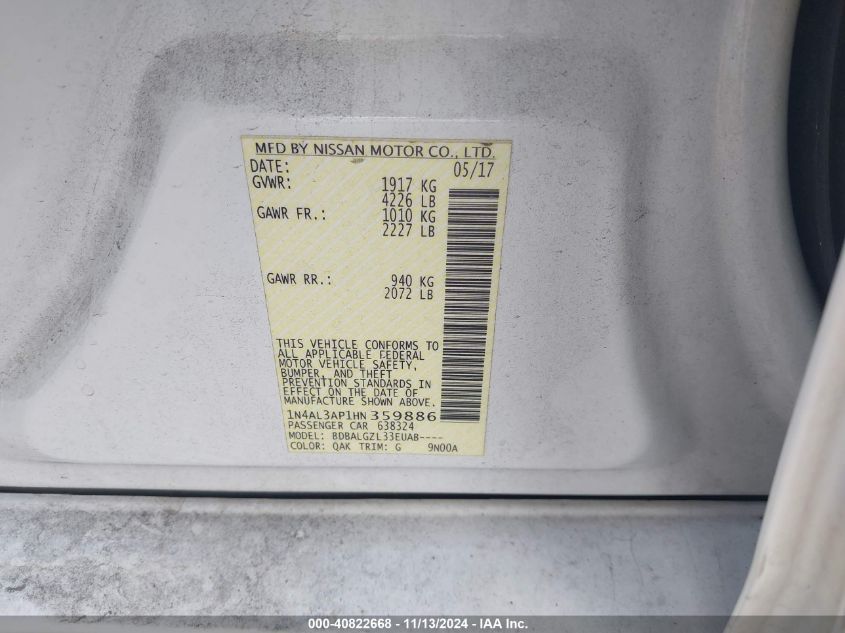 MFD BY NISSAN MOTOR CO., LTD.
DATE: 05/17
GVWR: 1917 KG
4226 LB
GAWR FR.: 1010 KG
2227 LB
GAWR RR.: 940 KG
2072 LB
THIS VEHICLE CONFORMS TO
ALL APPLICABLE FEDERAL
MOTOR VEHICLE SAFETY,
BUMPER, AND THEFT
PREVENTION STANDARDS IN
EFFECT ON THE DATE OF
MANUFACTURE SHOWN ABOVE.
1N4AL3AP1HN359886
PASSENGER CAR 638324
MODEL: BDBALGZL33EUAB----
COLOR: QAK TRIM: G 9N00A
000-40822668 - 11/13/2024 - IAA Inc.